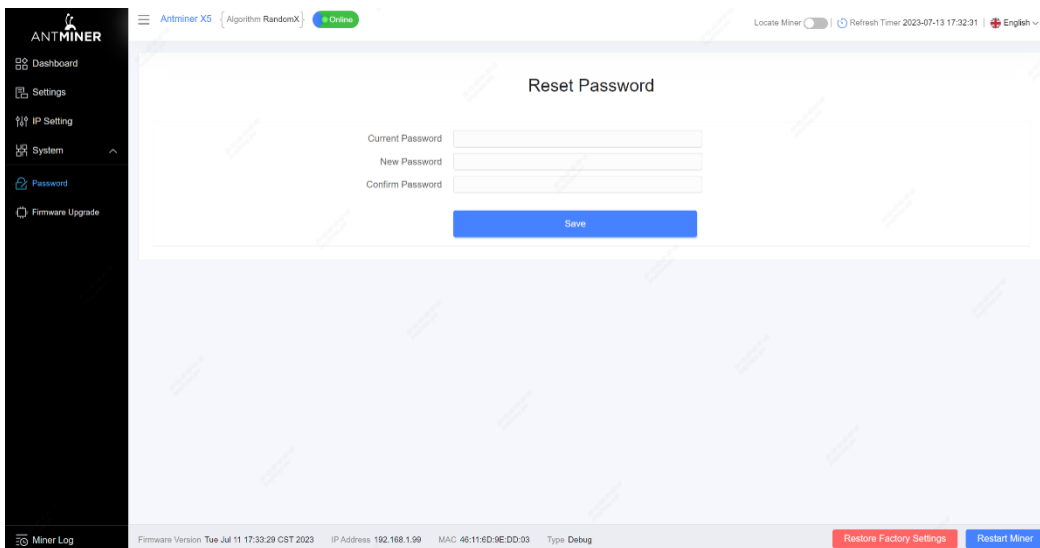 ANTMINER
Antminer X5 { Algorithm RandomX } Online
Locate Miner | Refresh Timer 2023-07-13 17:32:31 | English
Dashboard
Settings
IP Setting
System
Password
Firmware Upgrade
Reset Password
Current Password
New Password
Confirm Password
Save
Miner Log
Firmware Version Tue Jul 11 17:33:29 CST 2023 IP Address 192.168.1.99 MAC 46:11:6D:9E:DD:03 Type Debug
Restore Factory Settings Restart Miner